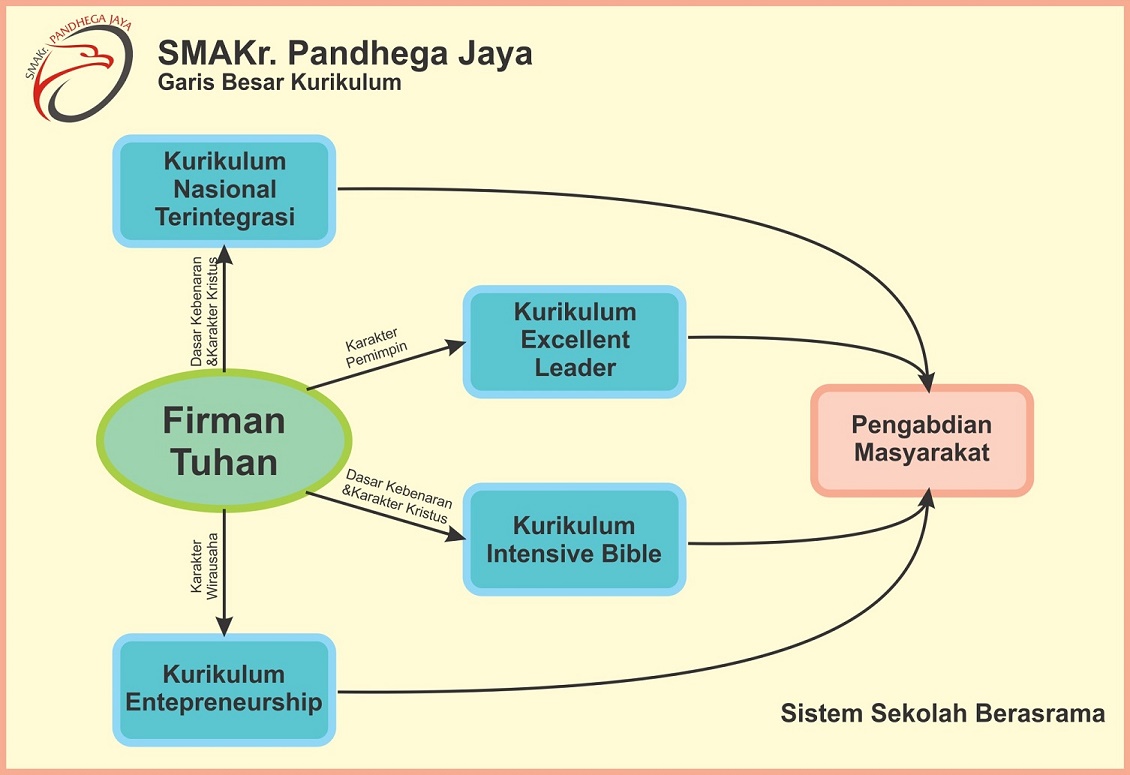 SMAKr. PANDHEGA JAYA
SMAKr. Pandhega Jaya
Garis Besar Kurikulum
Kurikulum
Nasional
Terintegrasi
Dasar Kebenaran
&Karakter Kristus
Karakter
Pemimpin
Kurikulum
Excellent
Leader
Firman
Tuhan
Pengabdian
Masyarakat
Dasar Kebenaran
&Karakter Kristus
Kurikulum
Intensive Bible
Karakter
Wirausaha
Kurikulum
Entepreneurship
Sistem Sekolah Berasrama